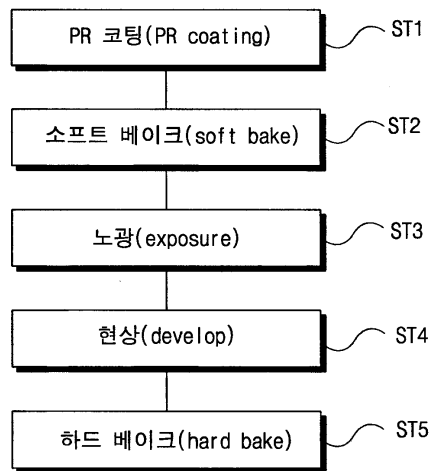 PR 코팅(PR coating) ST1
소프트 베이크(soft bake) ST2
노광(exposure) ST3
현상(develop) ST4
하드 베이크(hard bake) ST5